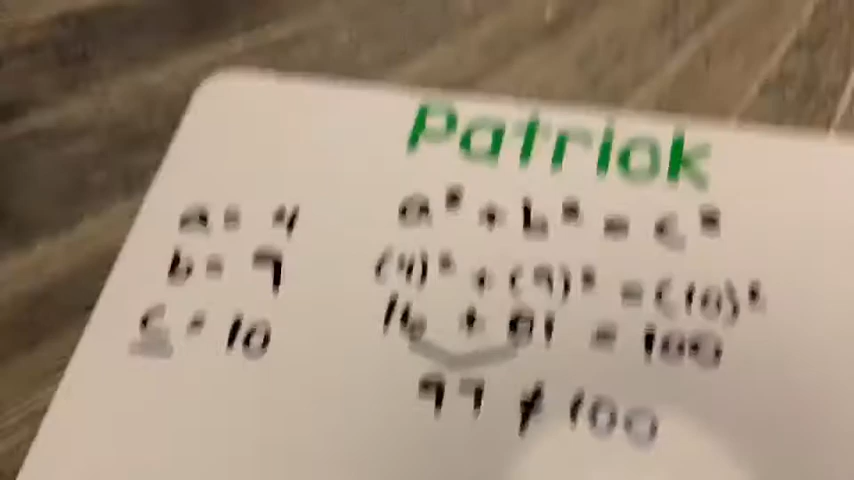 Patrick
a = 4
b = 9
c = 10
a² + b² = c²
(4)² + (9)² = (10)²
16 + 81 = 100
97 ≠ 100